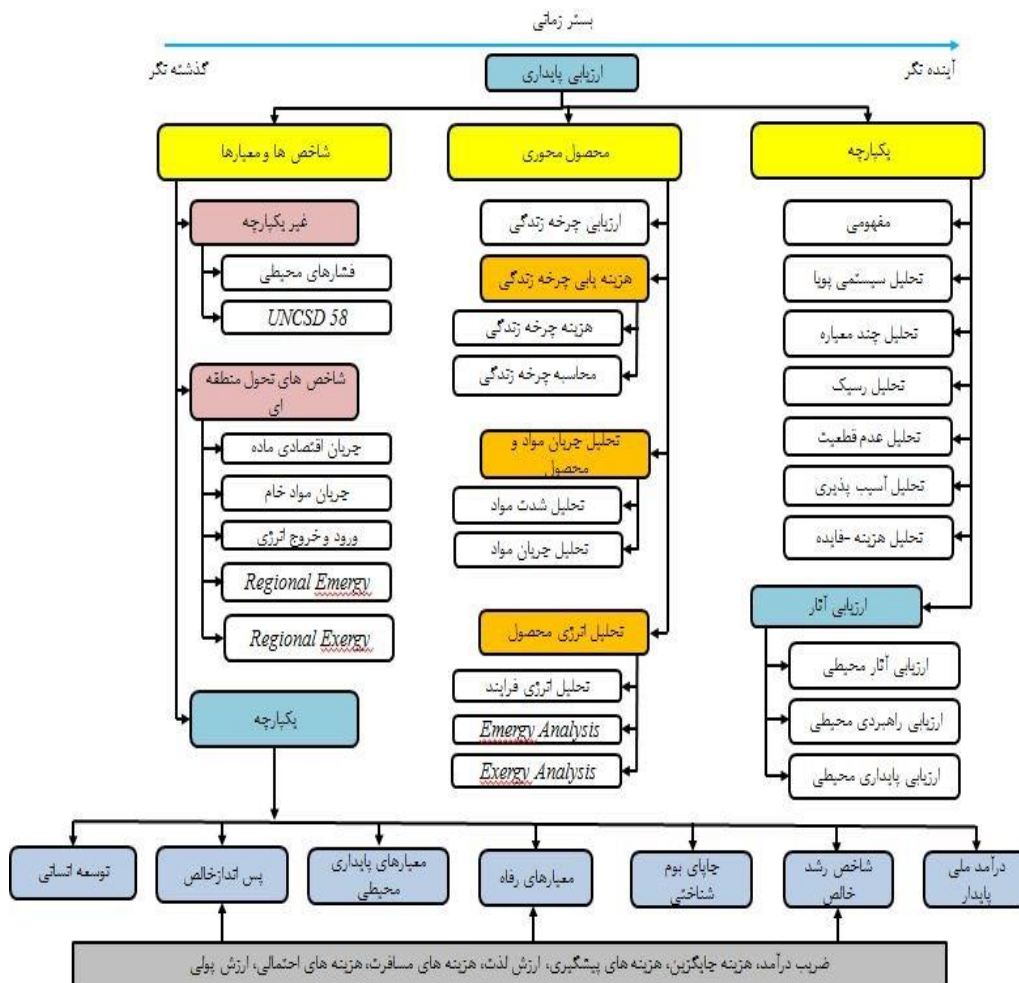 بستر زمانی
آینده نگر
گذشته نگر
ارزیابی پایداری
یکپارچه
مفهومی
تحلیل سیستمی پویا
تحلیل چند معیاره
تحلیل رسیک
تحلیل عدم قطعیت
تحلیل آسیب پذیری
تحلیل هزینه -فایده
ارزیابی آثار
ارزیابی آثار محیطی
ارزیابی راهبردی محیطی
ارزیابی پایداری محیطی
محصول محوری
ارزیابی چرخه زندگی
هزینه یابی چرخه زندگی
هزینه چرخه زندگی
محاسبه چرخه زندگی
تحلیل جریان مواد و
محصول
تحلیل شدت مواد
تحلیل جریان مواد
تحلیل انرژی محصول
تحلیل انرژی فرایند
Emergy Analysis
Exergy Analysis
شاخص ها و معیارها
غیر یکپارچه
فشارهای محیطی
UNCSD 58
شاخص های تحول منطقه
ای
جریان اقتصادی ماده
جریان مواد خام
ورود و خروج انرژی
Regional Emergy
Regional Exergy
یکپارچه
درآمد ملی
پایدار
شاخص رشد
خالص
جاپای بوم
شناختی
معیارهای رفاه
معیارهای پایداری
محیطی
پس اندازخالص
توسعه انسانی
ضریب درآمد، هزینه جایگزین، هزینه های پیشگیری، ارزش لذت، هزینه های مسافرت، هزینه های احتمالی، ارزش پولی